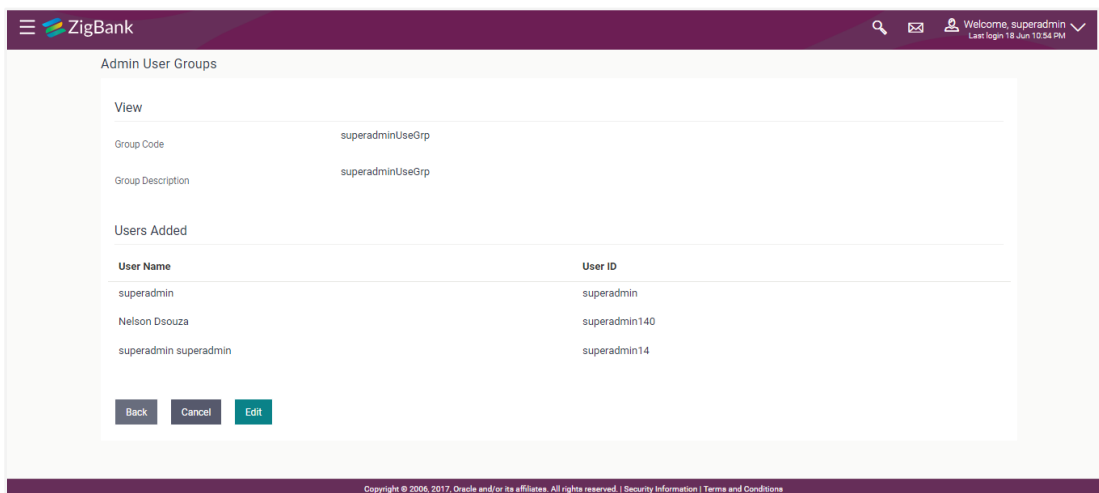 ZigBank
Welcome, superadmin
Last login 18 Jun 10:54 PM
Admin User Groups
View
Group Code superadminUseGrp
Group Description superadminUseGrp
Users Added
User Name User ID
superadmin superadmin
Nelson Dsouza superadmin140
superadmin superadmin superadmin14
Back Cancel Edit
Copyright © 2006, 2017, Oracle and/or its affiliates. All rights reserved. | Security Information | Terms and Conditions